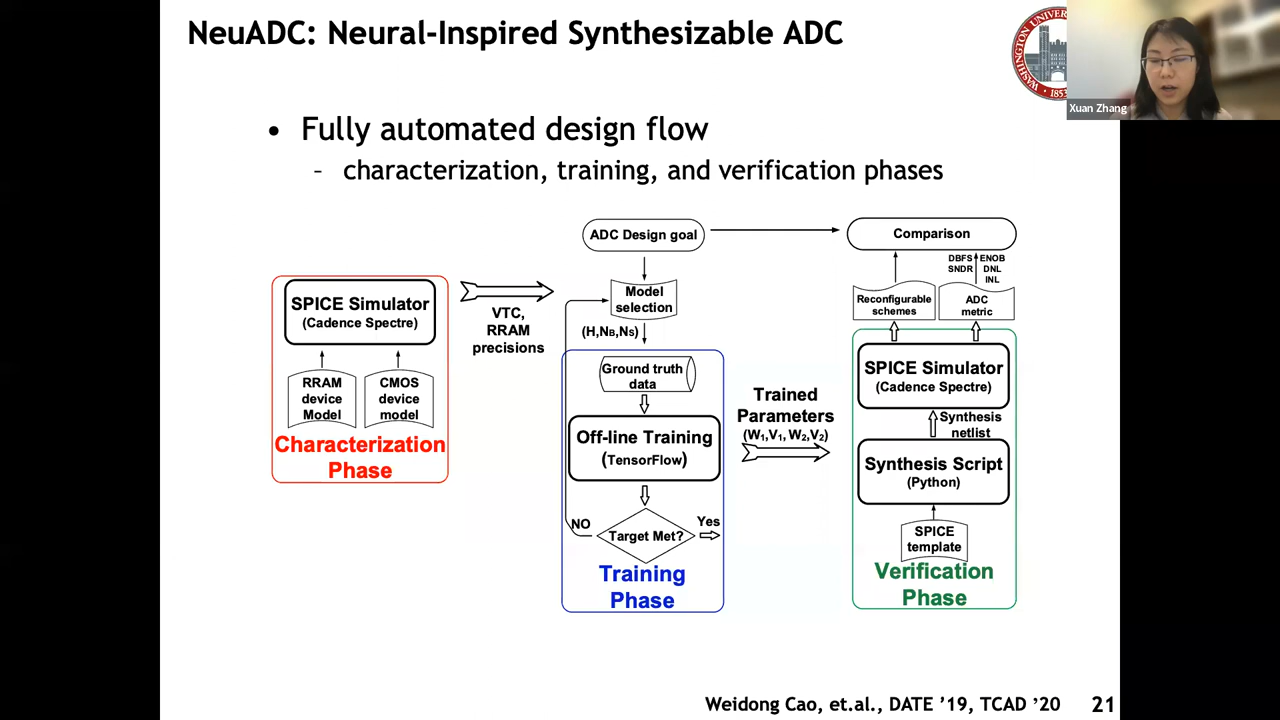 NeuADC: Neural-Inspired Synthesizable ADC
WASHINGTON UNIVER
1853
Xuan Zhang
• Fully automated design flow
– characterization, training, and verification phases
SPICE Simulator
(Cadence Spectre)
RRAM
device
Model
CMOS
device
model
Characterization
Phase
VTC,
RRAM
precisions
ADC Design goal
Model
selection
(H,NB,NS)
Ground truth
data
Off-line Training
(TensorFlow)
NO
Target Met?
Yes
Training
Phase
Trained
Parameters
(W1,V1, W2,V2)
Comparison
DBFS
SNDR
ENOB
DNL
INL
Reconfigurable
schemes
ADC
metric
SPICE Simulator
(Cadence Spectre)
Synthesis
netlist
Synthesis Script
(Python)
SPICE
template
Verification
Phase
Weidong Cao, et.al., DATE ’19, TCAD ’20
21